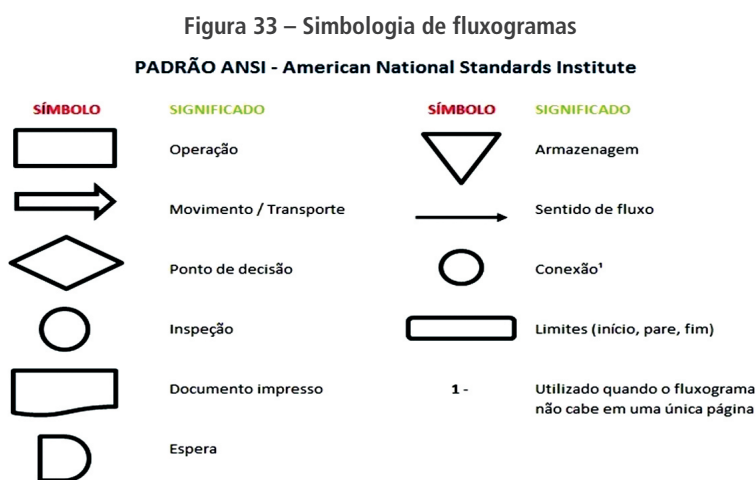 Figura 33 – Simbologia de fluxogramas
PADRÃO ANSI - American National Standards Institute
SÍMBOLO SIGNIFICADO
Operação
Movimento / Transporte
Ponto de decisão
Inspeção
Documento impresso
Espera
SÍMBOLO SIGNIFICADO
Armazenagem
Sentido de fluxo
Conexão¹
Limites (início, pare, fim)
1 - Utilizado quando o fluxograma
não cabe em uma única página